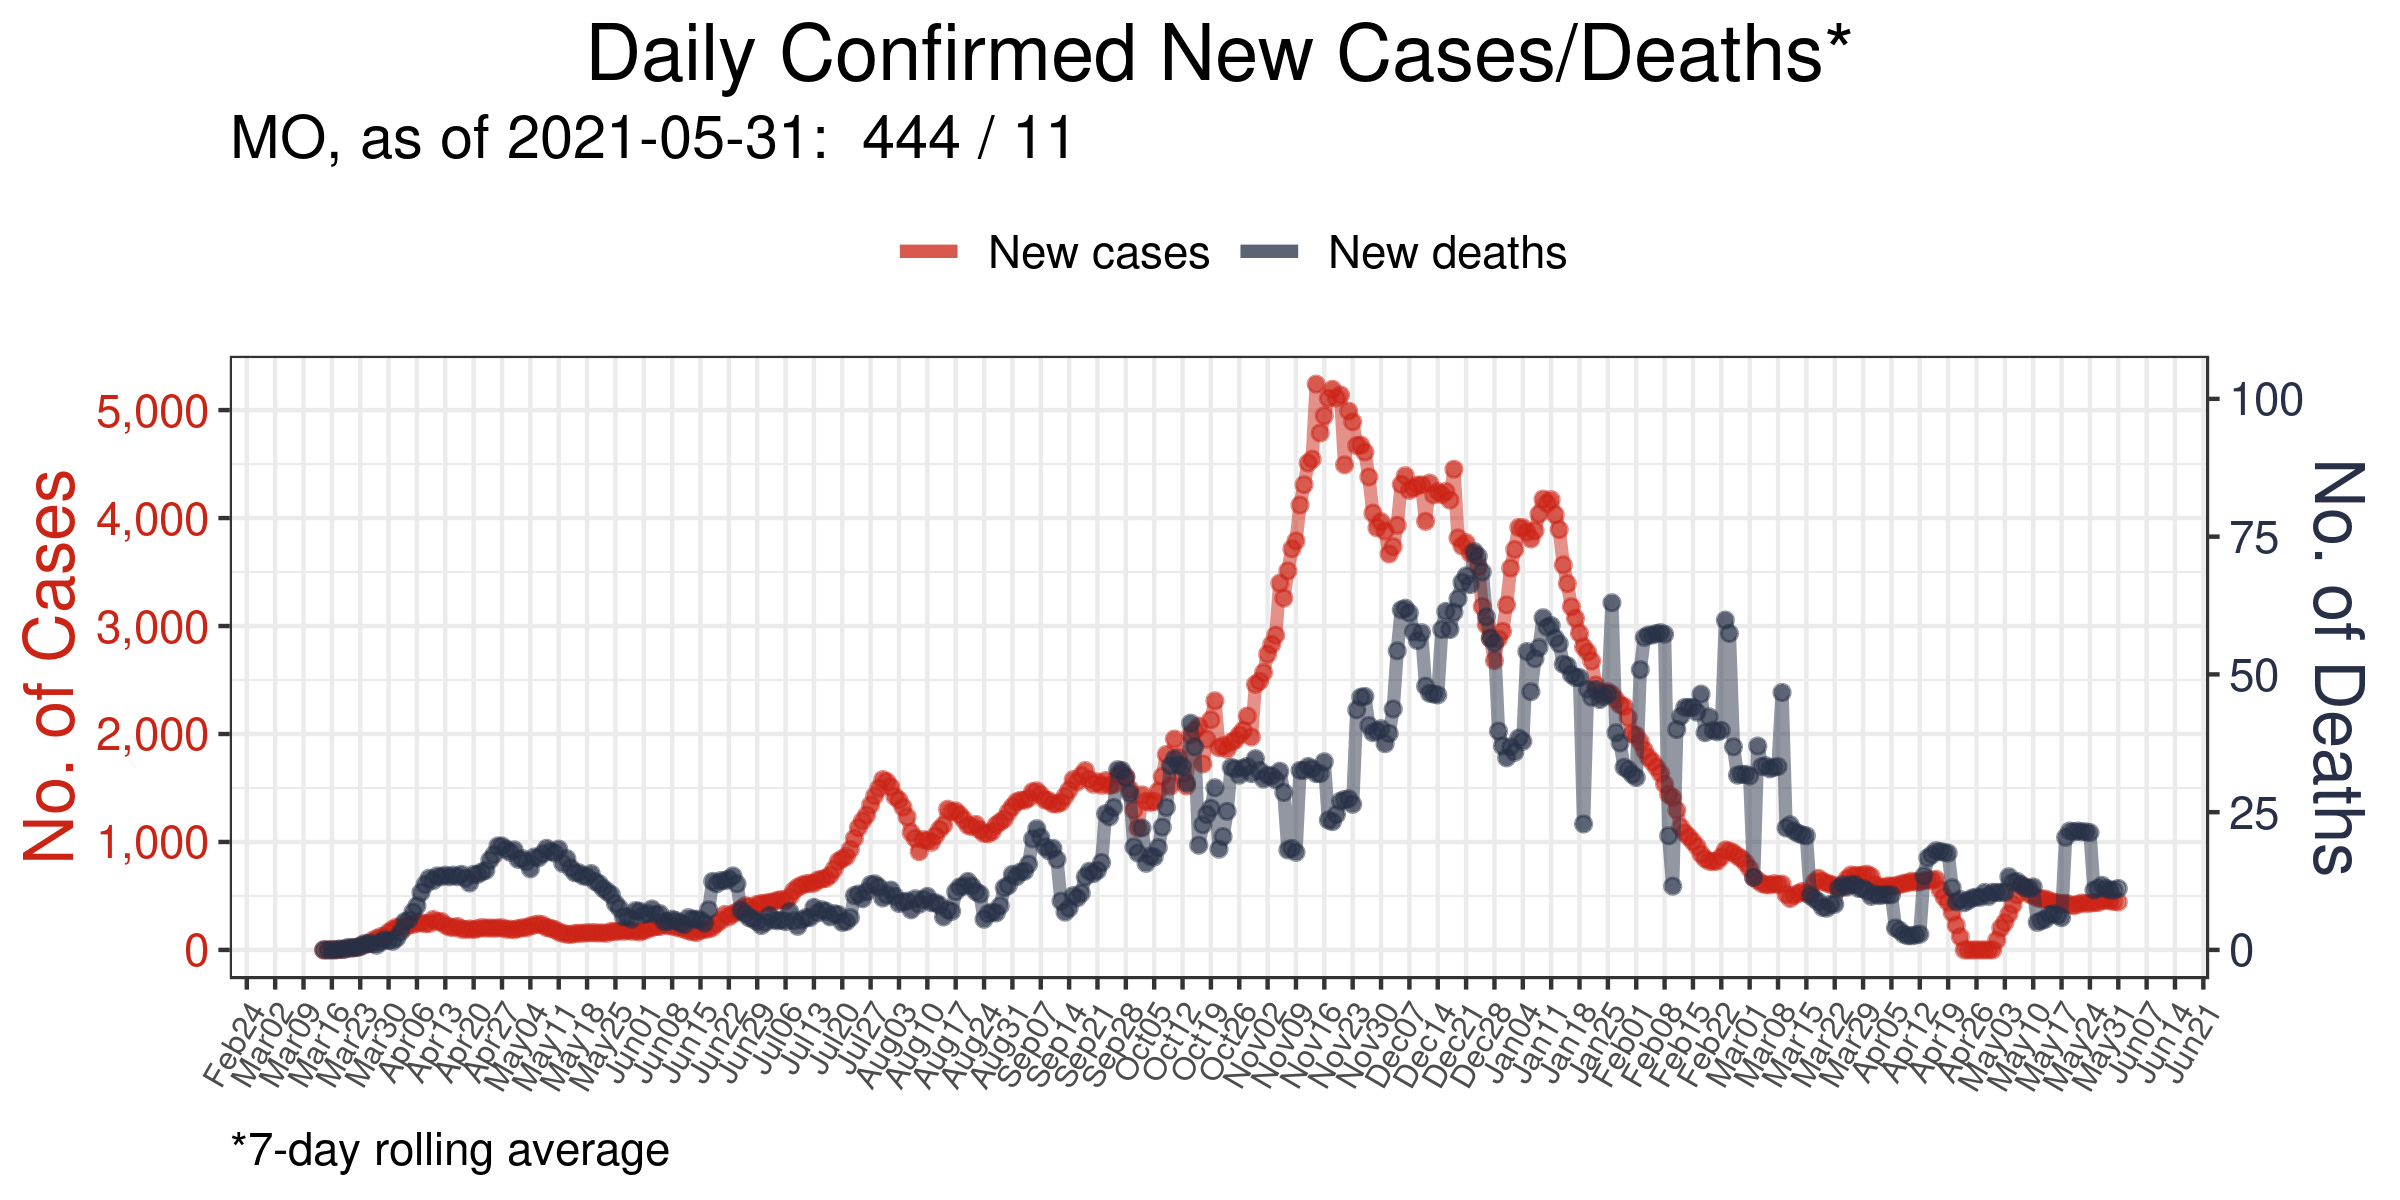 Daily Confirmed New Cases/Deaths*
MO, as of 2021-05-31:  444 / 11
New cases
New deaths
No. of Cases
5,000
4,000
3,000
2,000
1,000
0
100
75
50
25
0
No. of Deaths
Feb24
Mar02
Mar09
Mar16
Mar23
Mar30
Apr06
Apr13
Apr20
Apr27
May04
May11
May18
May25
Jun01
Jun08
Jun15
Jun22
Jun29
Jul06
Jul13
Jul20
Jul27
Aug03
Aug10
Aug17
Aug24
Aug31
Sep07
Sep14
Sep21
Sep28
Oct05
Oct12
Oct19
Oct26
Nov02
Nov09
Nov16
Nov23
Nov30
Dec07
Dec14
Dec21
Dec28
Jan04
Jan11
Jan18
Jan25
Feb01
Feb08
Feb15
Feb22
Mar01
Mar08
Mar15
Mar22
Mar29
Apr05
Apr12
Apr19
Apr26
May03
May10
May17
May24
May31
Jun07
Jun14
Jun21
*7-day rolling average